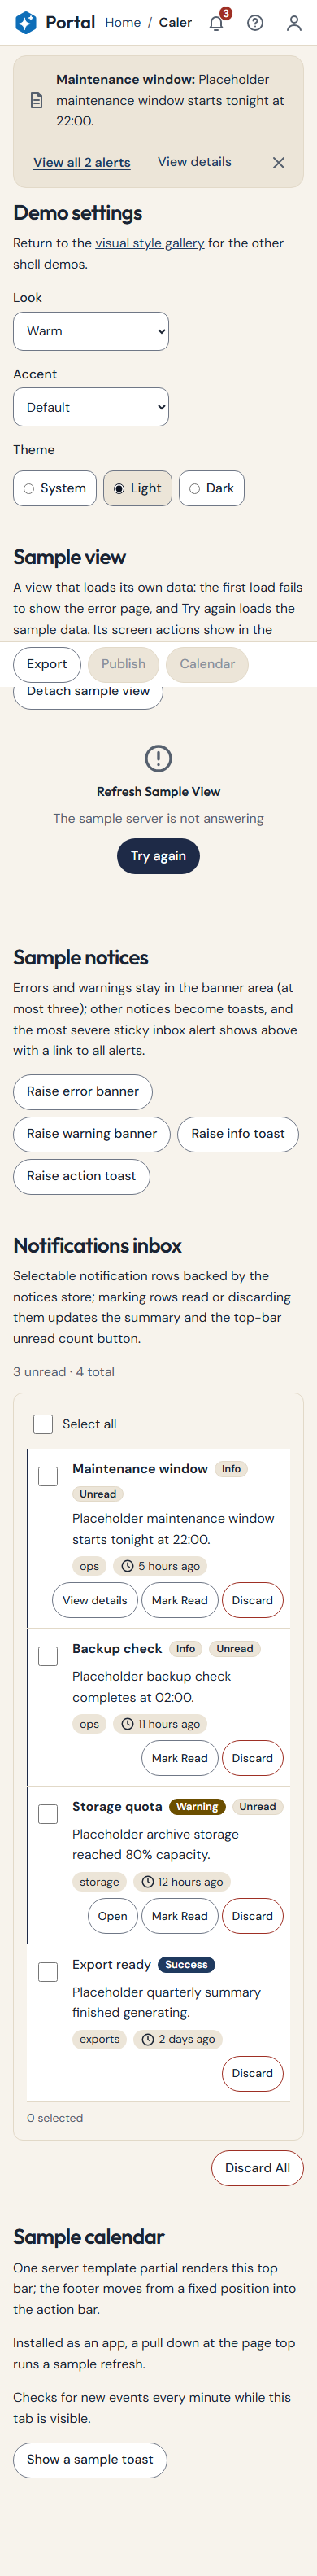 Portal Home / Caler 3
Maintenance window: Placeholder
maintenance window starts tonight at
22:00.
View all 2 alerts View details
Demo settings
Return to the visual style gallery for the other
shell demos.
Look
Warm
Accent
Default
Theme
System Light Dark
Sample view
A view that loads its own data: the first load fails
to show the error page, and Try again loads the
sample data. Its screen actions show in the
Export Publish Calendar
Detach sample view
Refresh Sample View
The sample server is not answering
Try again
Sample notices
Errors and warnings stay in the banner area (at
most three); other notices become toasts, and
the most severe sticky inbox alert shows above
with a link to all alerts.
Raise error banner
Raise warning banner Raise info toast
Raise action toast
Notifications inbox
Selectable notification rows backed by the
notices store; marking rows read or discarding
them updates the summary and the top-bar
unread count button.
3 unread · 4 total
Select all
Maintenance window Info
Unread
Placeholder maintenance window
starts tonight at 22:00.
ops 5 hours ago
View details Mark Read Discard
Backup check Info Unread
Placeholder backup check
completes at 02:00.
ops 11 hours ago
Mark Read Discard
Storage quota Warning Unread
Placeholder archive storage
reached 80% capacity.
storage 12 hours ago
Open Mark Read Discard
Export ready Success
Placeholder quarterly summary
finished generating.
exports 2 days ago
Discard
0 selected
Discard All
Sample calendar
One server template partial renders this top
bar; the footer moves from a fixed position into
the action bar.
Installed as an app, a pull down at the page top
runs a sample refresh.
Checks for new events every minute while this
tab is visible.
Show a sample toast